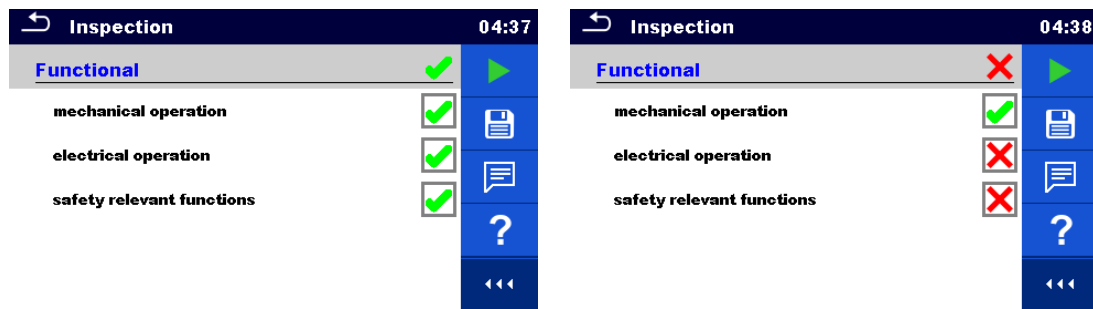 Inspection 04:37
Functional
mechanical operation
electrical operation
safety relevant functions
?
Inspection 04:38
Functional
mechanical operation
electrical operation
safety relevant functions
?